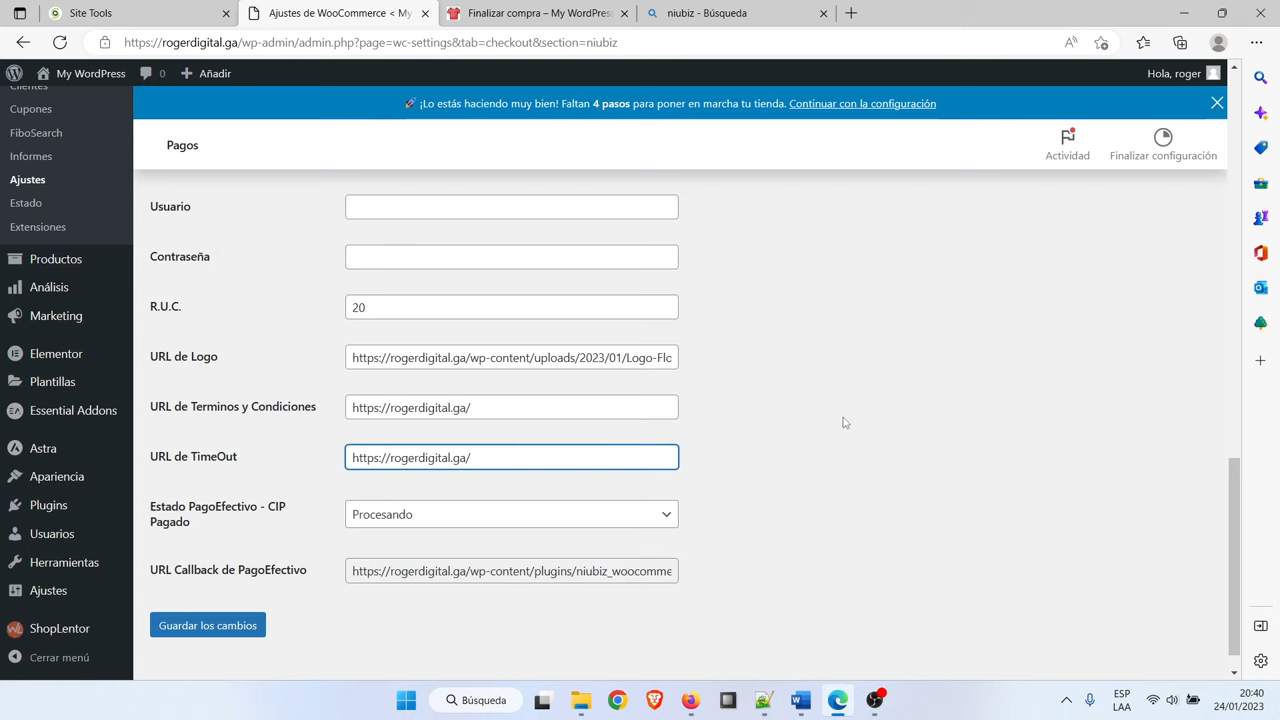 Site Tools
Ajustes de WooCommerce < My
Finalizar compra – My WordPress
niubiz - Búsqueda
https://rogerdigital.ga/wp-admin/admin.php?page=wc-settings&tab=checkout&section=niubiz
My WordPress
0
Añadir
Hola, roger
Clientes
Cupones
FiboSearch
Informes
Ajustes
Estado
Extensiones
Productos
Análisis
Marketing
Elementor
Plantillas
Essential Addons
Astra
Apariencia
Plugins
Usuarios
Herramientas
Ajustes
ShopLentor
Cerrar menú
¡Lo estás haciendo muy bien! Faltan 4 pasos para poner en marcha tu tienda. Continuar con la configuración
Pagos
Actividad
Finalizar configuración
Usuario
Contraseña
R.U.C.
20
URL de Logo
https://rogerdigital.ga/wp-content/uploads/2023/01/Logo-Flo
URL de Terminos y Condiciones
https://rogerdigital.ga/
URL de TimeOut
https://rogerdigital.ga/
Estado PagoEfectivo - CIP
Pagado
Procesando
URL Callback de PagoEfectivo
https://rogerdigital.ga/wp-content/plugins/niubiz_woocomme
Guardar los cambios
Búsqueda
ESP
LAA
20:40
24/01/2023